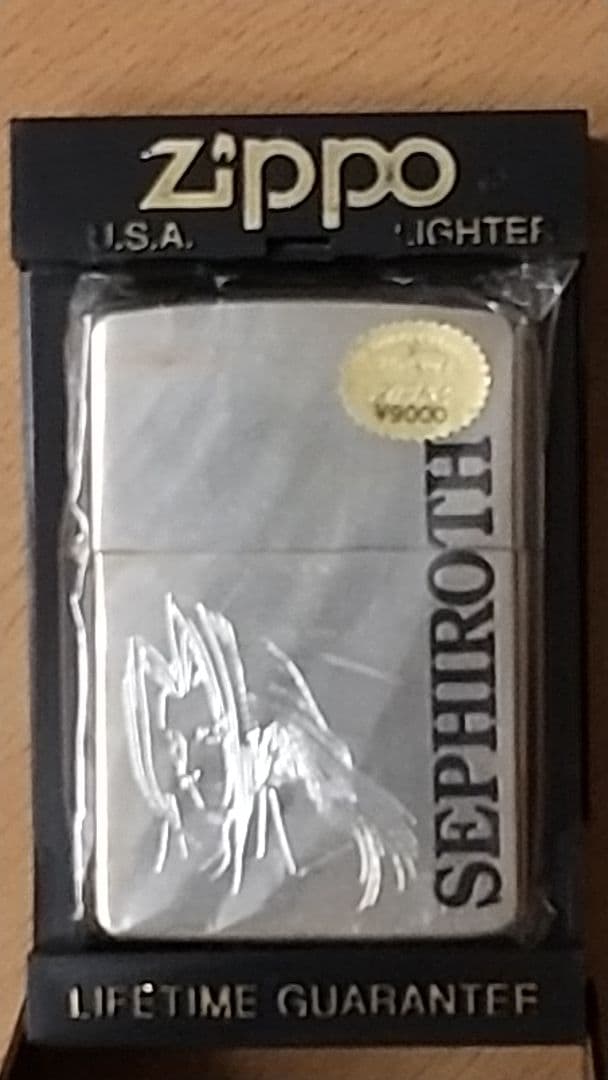 Zippo
U.S.A. LIGHTER
¥9000
SEPHIROTH
LIFETIME GUARANTEE